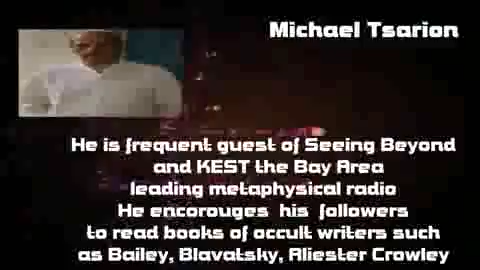 Michael Tsarion
He is frequent guest of Seeing Beyond
and KEST the Bay Area
leading metaphysical radio
He encorouges his followers
to read books of occult writers such
as Bailey, Blavatsky, Aliester Crowley